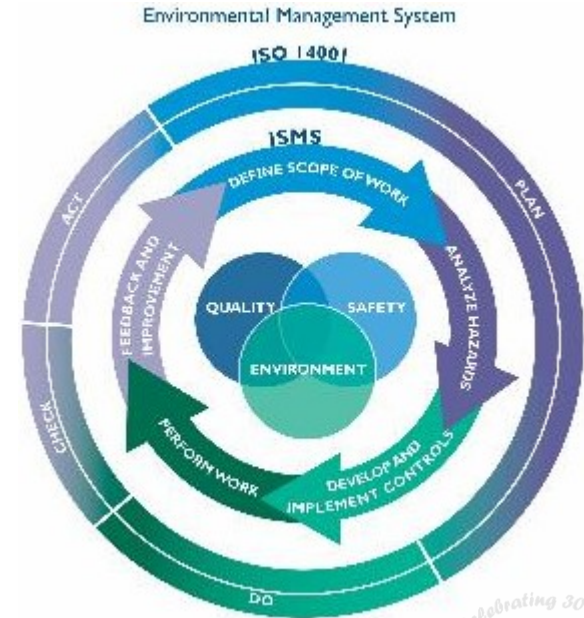 Environmental Management System
ISO 14001
ISMS
DEFINE SCOPE OF WORK
ANALYZE HAZARDS
DEVELOP AND
IMPLEMENT CONTROLS
PERFORM WORK
FEEDBACK AND
IMPROVEMENT
QUALITY
SAFETY
ENVIRONMENT
PLAN
DO
CHECK
ACT